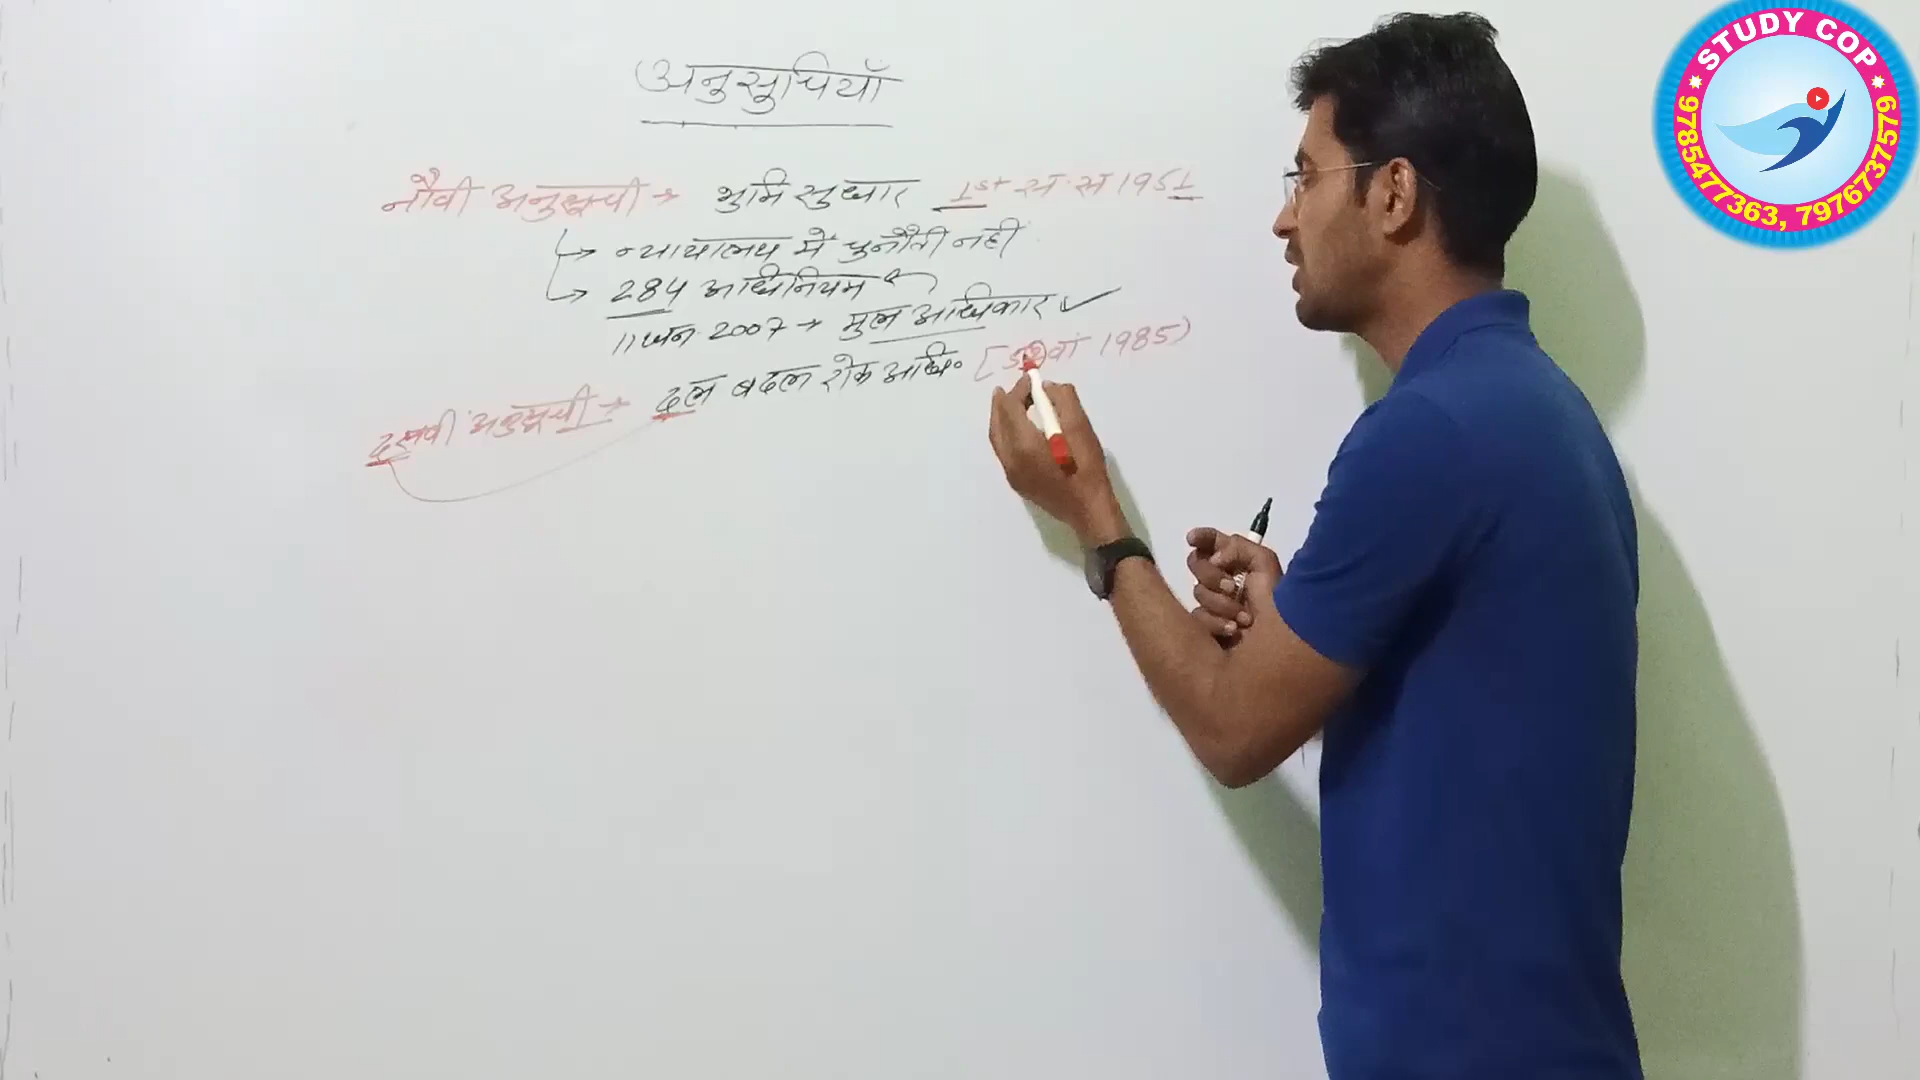 अनुसुचियाँ
नौवी अनुसूची → भुमि सुधार 1st स. स 1951
→ न्यायालय में चुनौती नही
→ 284 अधिनियम
11 जन. 2007 → मुल अधिकार ✓
दसवी अनुसूची → दल बदल रोक अधि० [52वां 1985)
STUDY COP
9785477363, 7976737579